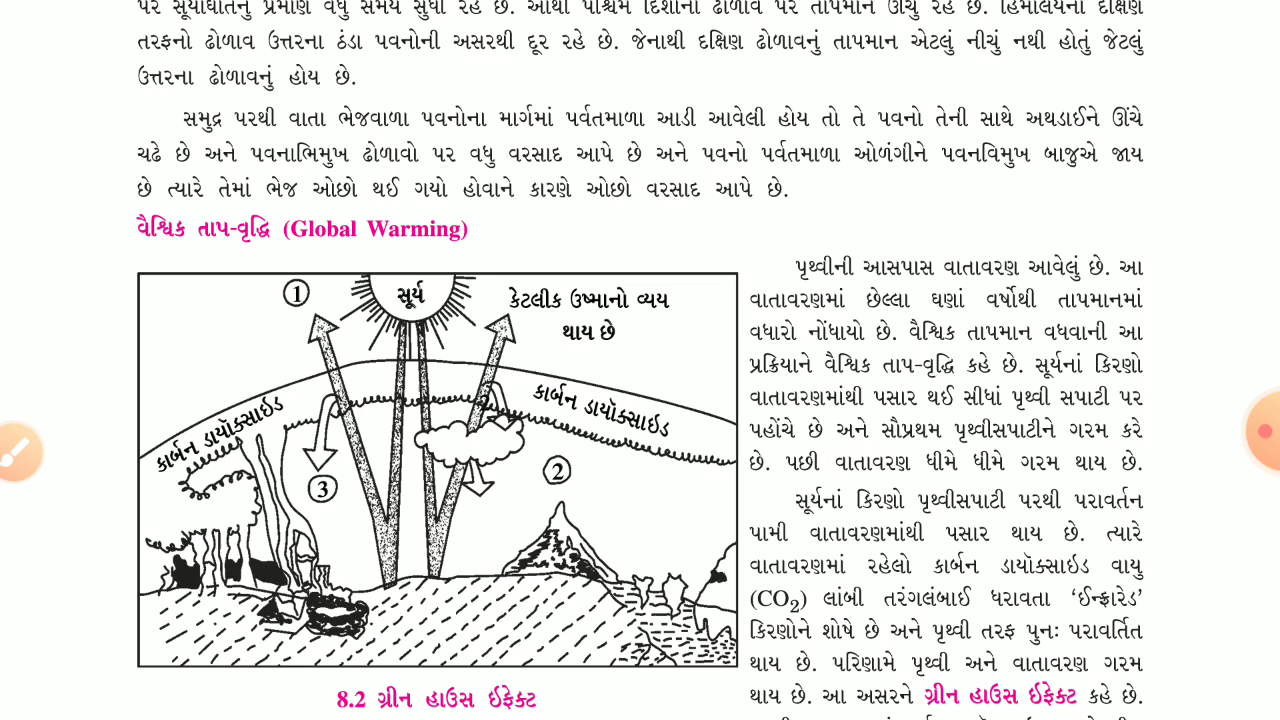 પર સૂર્યાઘાતનું પ્રમાણ વધુ સમય સુધી રહે છે. આથી પશ્ચિમ દિશાના ઢોળાવ પર તાપમાન ઊંચું રહે છે. હિમાલયના દક્ષિણ
તરફનો ઢોળાવ ઉત્તરના ઠંડા પવનોની અસરથી દૂર રહે છે. જેનાથી દક્ષિણ ઢોળાવનું તાપમાન એટલું નીચું નથી હોતું જેટલું
ઉત્તરના ઢોળાવનું હોય છે.
સમુદ્ર પરથી વાતા ભેજવાળા પવનોના માર્ગમાં પર્વતમાળા આડી આવેલી હોય તો તે પવનો તેની સાથે અથડાઈને ઊંચે
ચઢે છે અને પવનાભિમુખ ઢોળાવો પર વધુ વરસાદ આપે છે અને પવનો પર્વતમાળા ઓળંગીને પવનવિમુખ બાજુએ જાય
છે ત્યારે તેમાં ભેજ ઓછો થઈ ગયો હોવાને કારણે ઓછો વરસાદ આપે છે.
વૈશ્વિક તાપ-વૃદ્ધિ (Global Warming)
1
સૂર્ય
કેટલીક ઉષ્માનો વ્યય
થાય છે
કાર્બન ડાયૉક્સાઇડ
કાર્બન ડાયૉક્સાઇડ
2
3
8.2 ગ્રીન હાઉસ ઇફેક્ટ
પૃથ્વીની આસપાસ વાતાવરણ આવેલું છે. આ
વાતાવરણમાં છેલ્લા ઘણાં વર્ષોથી તાપમાનમાં
વધારો નોંધાયો છે. વૈશ્વિક તાપમાન વધવાની આ
પ્રક્રિયાને વૈશ્વિક તાપ-વૃદ્ધિ કહે છે. સૂર્યનાં કિરણો
વાતાવરણમાંથી પસાર થઈ સીધાં પૃથ્વી સપાટી પર
પહોંચે છે અને સૌપ્રથમ પૃથ્વીસપાટીને ગરમ કરે
છે. પછી વાતાવરણ ધીમે ધીમે ગરમ થાય છે.
સૂર્યનાં કિરણો પૃથ્વીસપાટી પરથી પરાવર્તન
પામી વાતાવરણમાંથી પસાર થાય છે. ત્યારે
વાતાવરણમાં રહેલો કાર્બન ડાયૉક્સાઇડ વાયુ
(CO₂) લાંબી તરંગલંબાઈ ધરાવતા ‘ઈન્ફ્રારેડ’
કિરણોને શોષે છે અને પૃથ્વી તરફ પુનઃ પરાવર્તિત
થાય છે. પરિણામે પૃથ્વી અને વાતાવરણ ગરમ
થાય છે. આ અસરને ગ્રીન હાઉસ ઇફેક્ટ કહે છે.